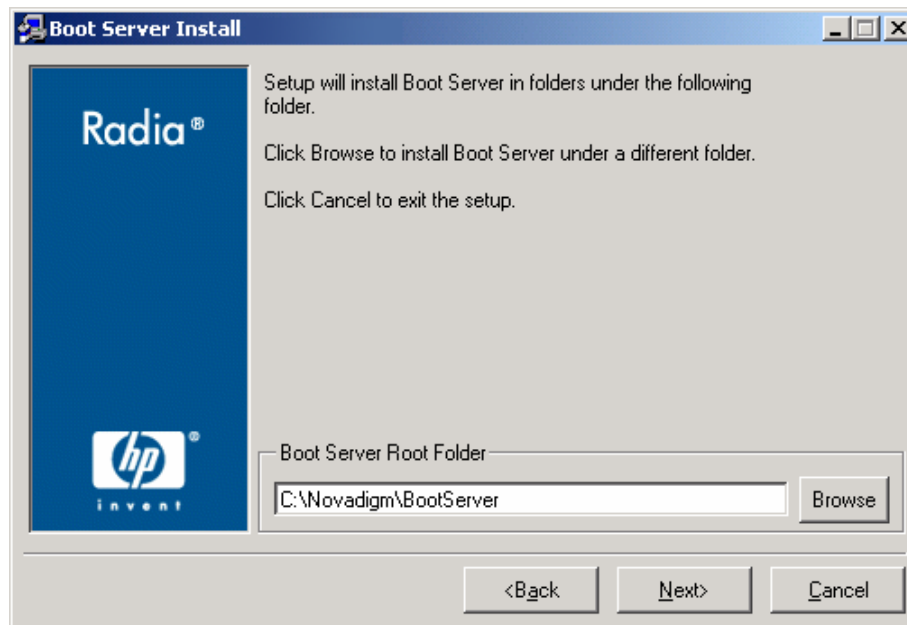 Boot Server Install
Radia®
Setup will install Boot Server in folders under the following
folder.
Click Browse to install Boot Server under a different folder.
Click Cancel to exit the setup.
hp®
invent
Boot Server Root Folder
C:\Novadigm\BootServer
Browse
<Back
Next>
Cancel